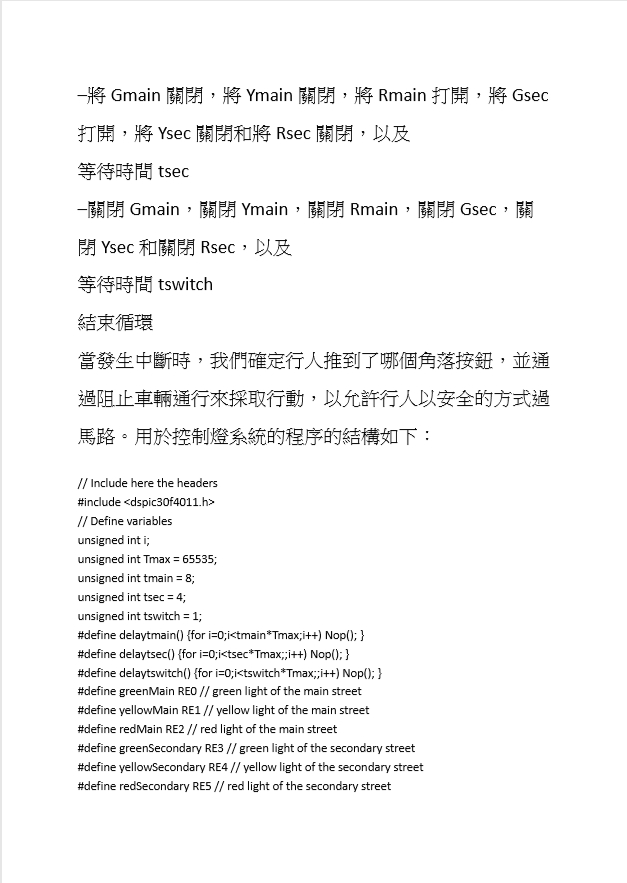 –將 Gmain 關閉，將 Ymain 關閉，將 Rmain 打開，將 Gsec
打開，將 Ysec 關閉和將 Rsec 關閉，以及
等待時間 tsec
–關閉 Gmain，關閉 Ymain，關閉 Rmain，關閉 Gsec，關
閉 Ysec 和關閉 Rsec，以及
等待時間 tswitch
結束循環
當發生中斷時，我們確定行人推到了哪個角落按鈕，並通
過阻止車輛通行來採取行動，以允許行人以安全的方式過
馬路。用於控制燈系統的程序的結構如下：
// Include here the headers
#include <dspic30f4011.h>
// Define variables
unsigned int i;
unsigned int Tmax = 65535;
unsigned int tmain = 8;
unsigned int tsec = 4;
unsigned int tswitch = 1;
#define delaytmain() {for i=0;i<tmain*Tmax;i++) Nop(); }
#define delaytsec() {for i=0;i<tsec*Tmax;;i++) Nop(); }
#define delaytswitch() {for i=0;i<tswitch*Tmax;;i++) Nop(); }
#define greenMain RE0 // green light of the main street
#define yellowMain RE1 // yellow light of the main street
#define redMain RE2 // red light of the main street
#define greenSecondary RE3 // green light of the secondary street
#define yellowSecondary RE4 // yellow light of the secondary street
#define redSecondary RE5 // red light of the secondary street